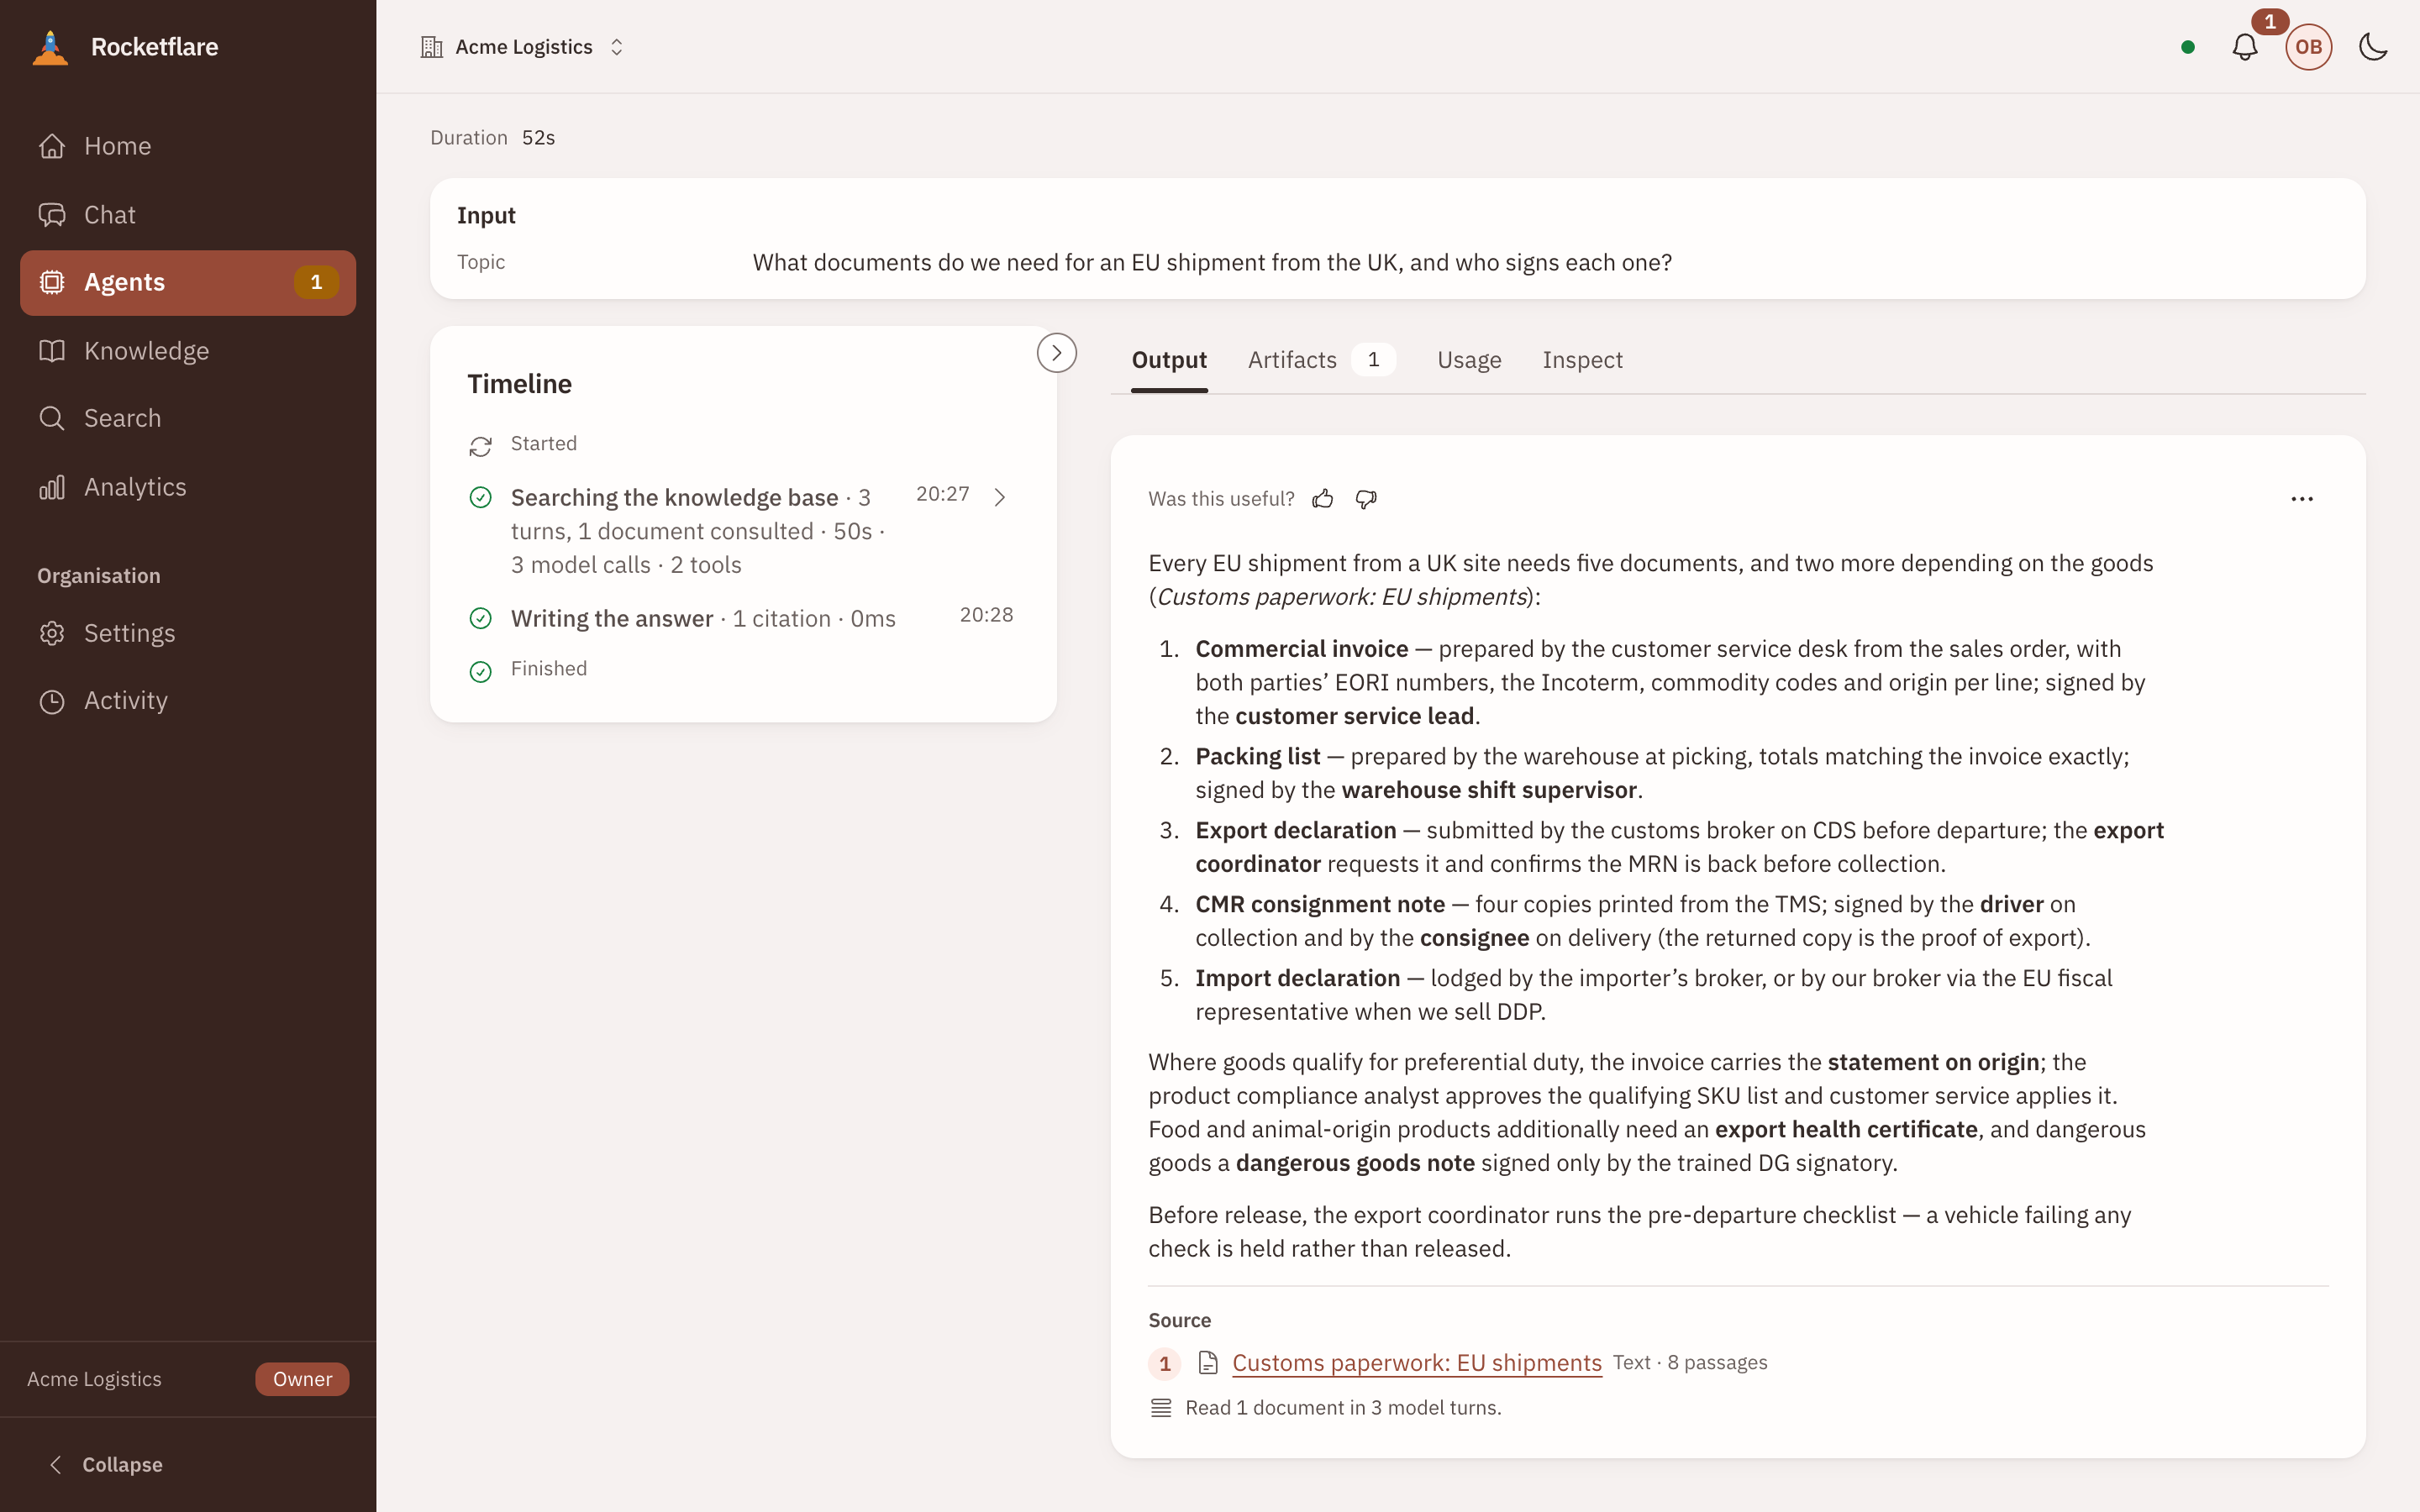 Rocketflare
Home
Chat
Agents 1
Knowledge
Search
Analytics
Organisation
Settings
Activity
Acme Logistics Owner
Collapse
Acme Logistics
1
OB
Duration 52s
Input
Topic What documents do we need for an EU shipment from the UK, and who signs each one?
Timeline
Started
Searching the knowledge base · 3 20:27
turns, 1 document consulted · 50s ·
3 model calls · 2 tools
Writing the answer · 1 citation · 0ms 20:28
Finished
Output Artifacts 1 Usage Inspect
Was this useful?
Every EU shipment from a UK site needs five documents, and two more depending on the goods
(Customs paperwork: EU shipments):
1. Commercial invoice — prepared by the customer service desk from the sales order, with
both parties’ EORI numbers, the Incoterm, commodity codes and origin per line; signed by
the customer service lead.
2. Packing list — prepared by the warehouse at picking, totals matching the invoice exactly;
signed by the warehouse shift supervisor.
3. Export declaration — submitted by the customs broker on CDS before departure; the export
coordinator requests it and confirms the MRN is back before collection.
4. CMR consignment note — four copies printed from the TMS; signed by the driver on
collection and by the consignee on delivery (the returned copy is the proof of export).
5. Import declaration — lodged by the importer’s broker, or by our broker via the EU fiscal
representative when we sell DDP.
Where goods qualify for preferential duty, the invoice carries the statement on origin; the
product compliance analyst approves the qualifying SKU list and customer service applies it.
Food and animal-origin products additionally need an export health certificate, and dangerous
goods a dangerous goods note signed only by the trained DG signatory.
Before release, the export coordinator runs the pre-departure checklist — a vehicle failing any
check is held rather than released.
Source
1 Customs paperwork: EU shipments Text · 8 passages
Read 1 document in 3 model turns.